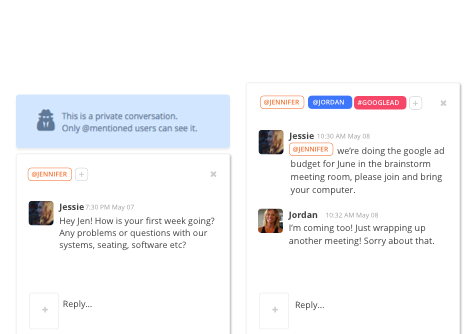 This is a private conversation.
Only @mentioned users can see it.
@JENNIFER +
Jessie 7:30 PM May 07
Hey Jen! How is your first week going?
Any problems or questions with our
systems, seating, software etc?
+ Reply...
@JENNIFER @JORDAN #GOOGLEAD +
Jessie 10:30 AM May 08
@JENNIFER we’re doing the google ad
budget for June in the brainstorm
meeting room, please join and bring
your computer.
Jordan 10:32 AM May 08
I’m coming too! Just wrapping up
another meeting! Sorry about that.
+ Reply...